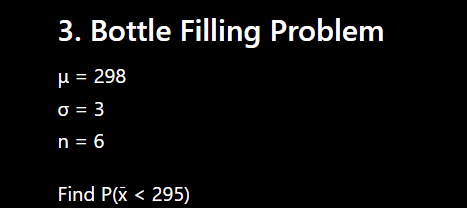 3. Bottle Filling Problem
μ = 298
σ = 3
n = 6
Find P(x̄ < 295)